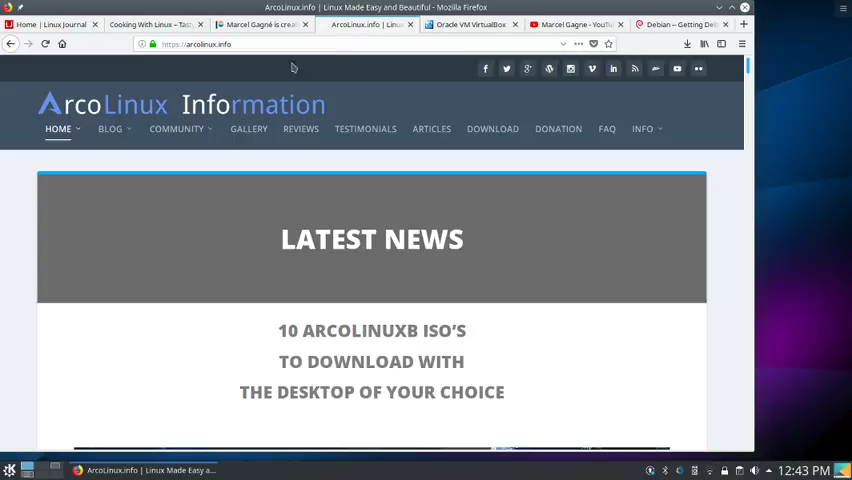 ArcoLinux.info | Linux Made Easy and Beautiful - Mozilla Firefox
Home | Linux Journal
Cooking With Linux – Tasty
Marcel Gagné is creati
ArcoLinux.info | Linux
Oracle VM VirtualBox
Marcel Gagne - YouTu
Debian -- Getting Deb
https://arcolinux.info
ArcoLinux Information
HOME BLOG COMMUNITY GALLERY REVIEWS TESTIMONIALS ARTICLES DOWNLOAD DONATION FAQ INFO
LATEST NEWS
10 ARCOLINUXB ISO'S
TO DOWNLOAD WITH
THE DESKTOP OF YOUR CHOICE
ArcoLinux.info | Linux Made Easy a...
12:43 PM